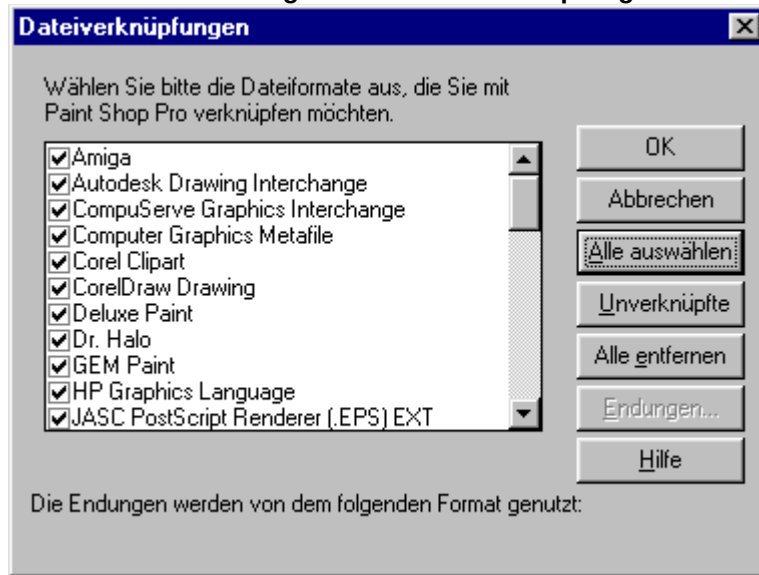 Dateiverknüpfungen
Wählen Sie bitte die Dateiformate aus, die Sie mit
Paint Shop Pro verknüpfen möchten.
Amiga
Autodesk Drawing Interchange
CompuServe Graphics Interchange
Computer Graphics Metafile
Corel Clipart
CorelDraw Drawing
Deluxe Paint
Dr. Halo
GEM Paint
HP Graphics Language
JASC PostScript Renderer (.EPS) EXT
OK
Abbrechen
Alle auswählen
Unverknüpfte
Alle entfernen
Endungen...
Hilfe
Die Endungen werden von dem folgenden Format genutzt: